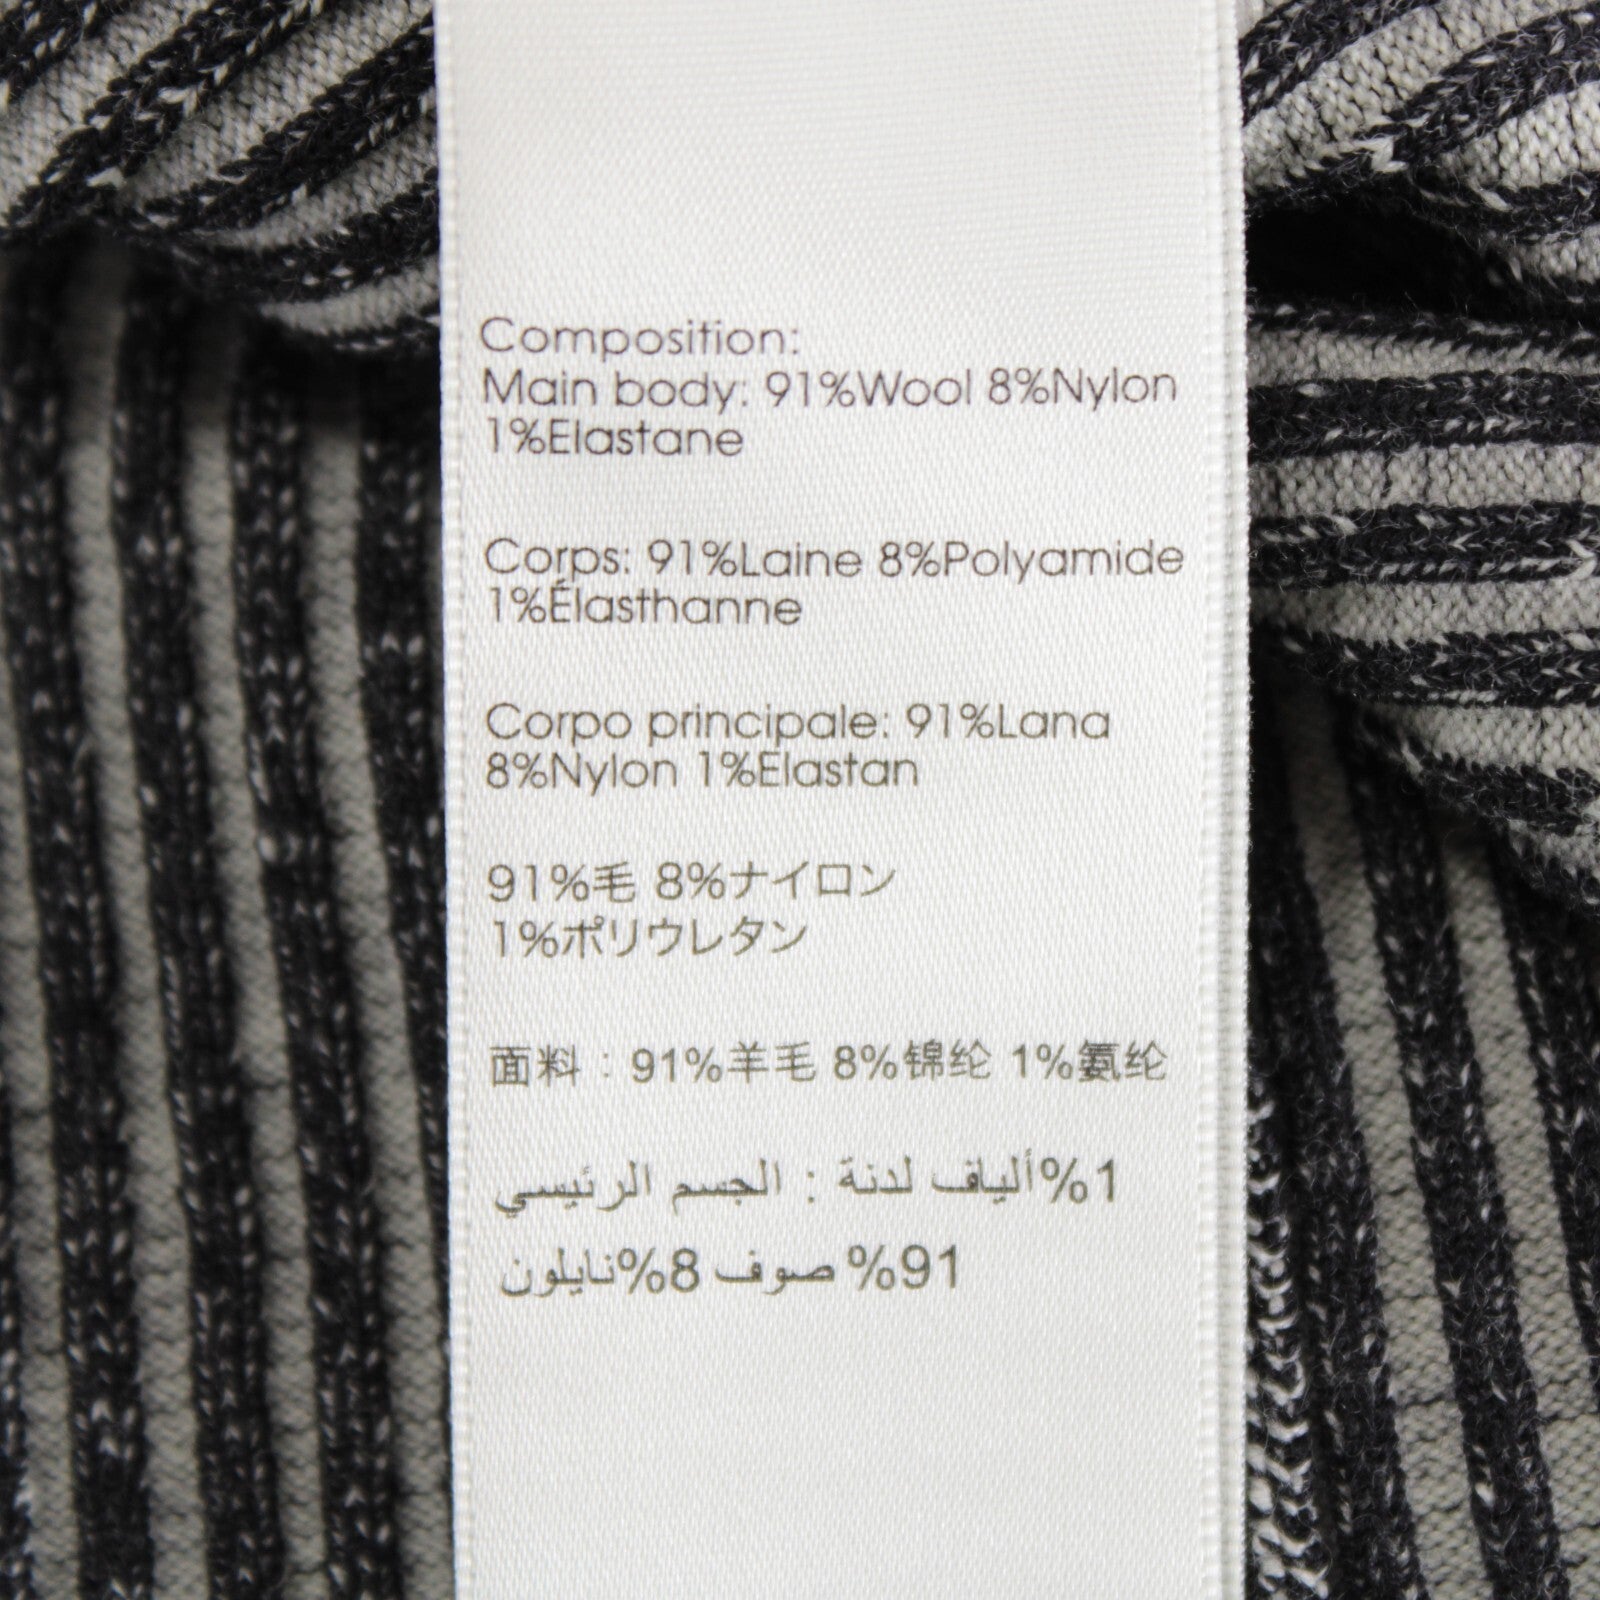 Composition:
Main body: 91%Wool 8%Nylon
1%Elastane
Corps: 91%Laine 8%Polyamide
1%Élasthanne
Corpo principale: 91%Lana
8%Nylon 1%Elastan
91%毛 8%ナイロン
1%ポリウレタン
面料：91%羊毛 8%锦纶 1%氨纶
1%ألياف لدنة : الجسم الرئيسي
91% صوف 8%نايلون